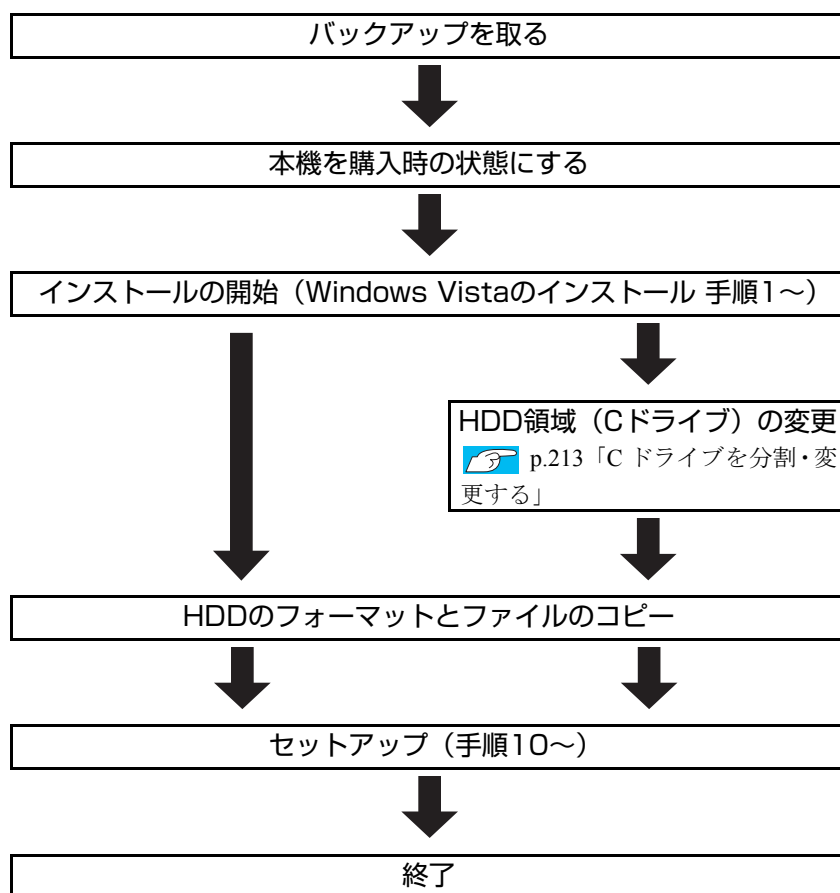 バックアップを取る
本機を購入時の状態にする
インストールの開始（Windows Vistaのインストール 手順1～）
HDD領域（Cドライブ）の変更
p.213「C ドライブを分割・変
更する」
HDDのフォーマットとファイルのコピー
セットアップ（手順10～）
終了